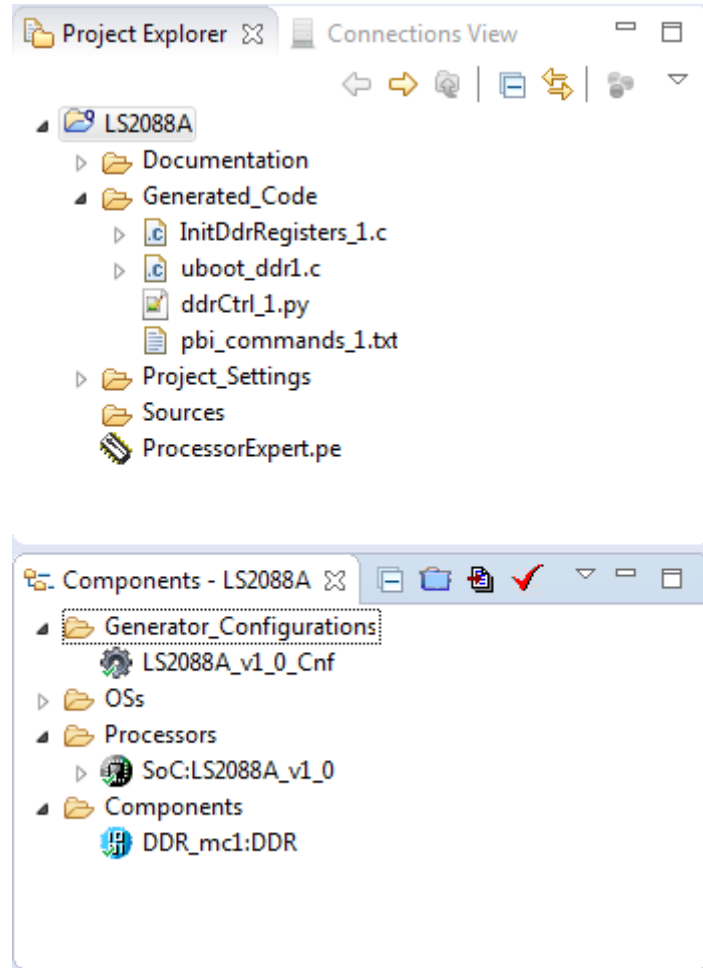 Project Explorer Connections View
LS2088A
Documentation
Generated_Code
InitDdrRegisters_1.c
uboot_ddr1.c
ddrCtrl_1.py
pbi_commands_1.txt
Project_Settings
Sources
ProcessorExpert.pe
Components - LS2088A
Generator_Configurations
LS2088A_v1_0_Cnf
OSs
Processors
SoC:LS2088A_v1_0
Components
DDR_mc1:DDR